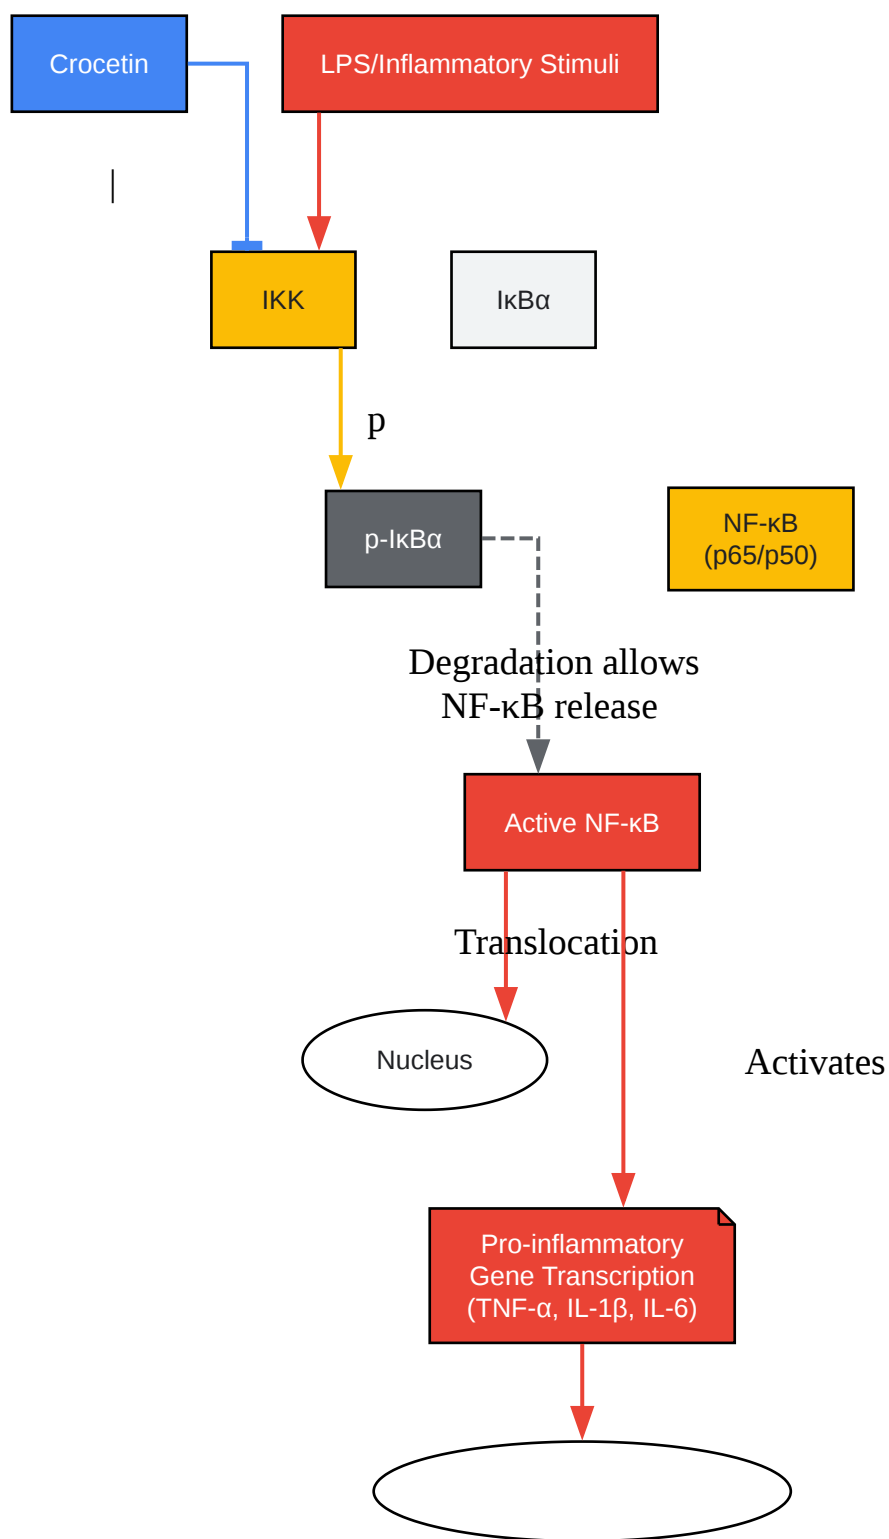 Crocetin
LPS/Inflammatory Stimuli
|
IKK
IκBα
p
p-IκBα
NF-κB
(p65/p50)
Degradation allows
NF-κB release
Active NF-κB
Translocation
Nucleus
Activates
Pro-inflammatory
Gene Transcription
(TNF-α, IL-1β, IL-6)